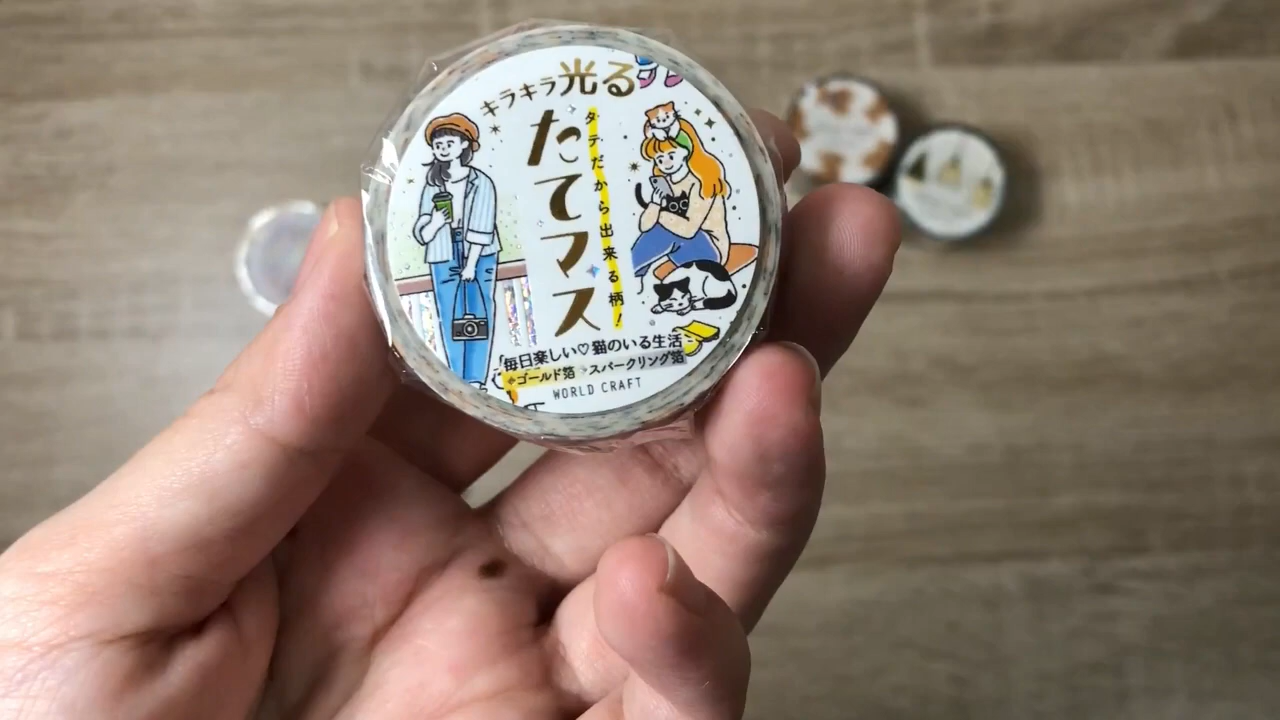 キラキラ光る
たてマス
タテだから出来る柄!
毎日楽しい♡猫のいる生活
ゴールド箔 スパークリング箔
WORLD CRAFT